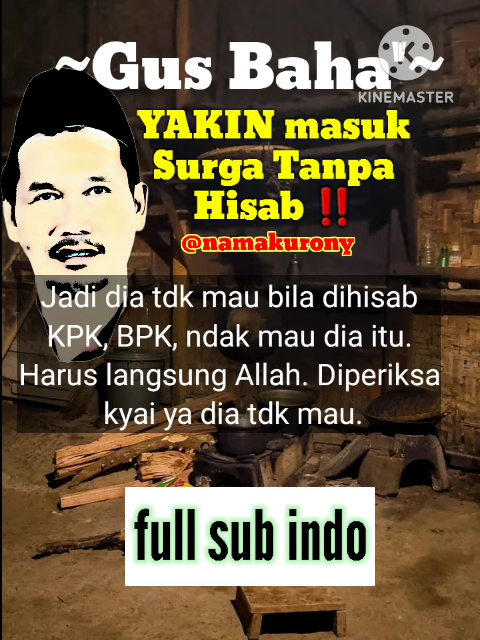 ~Gus Baha'~
KINEMASTER
YAKIN masuk
Surga Tanpa
Hisab ‼️
@namakurony
Jadi dia tdk mau bila dihisab
KPK, BPK, ndak mau dia itu.
Harus langsung Allah. Diperiksa
kyai ya dia tdk mau.
full sub indo